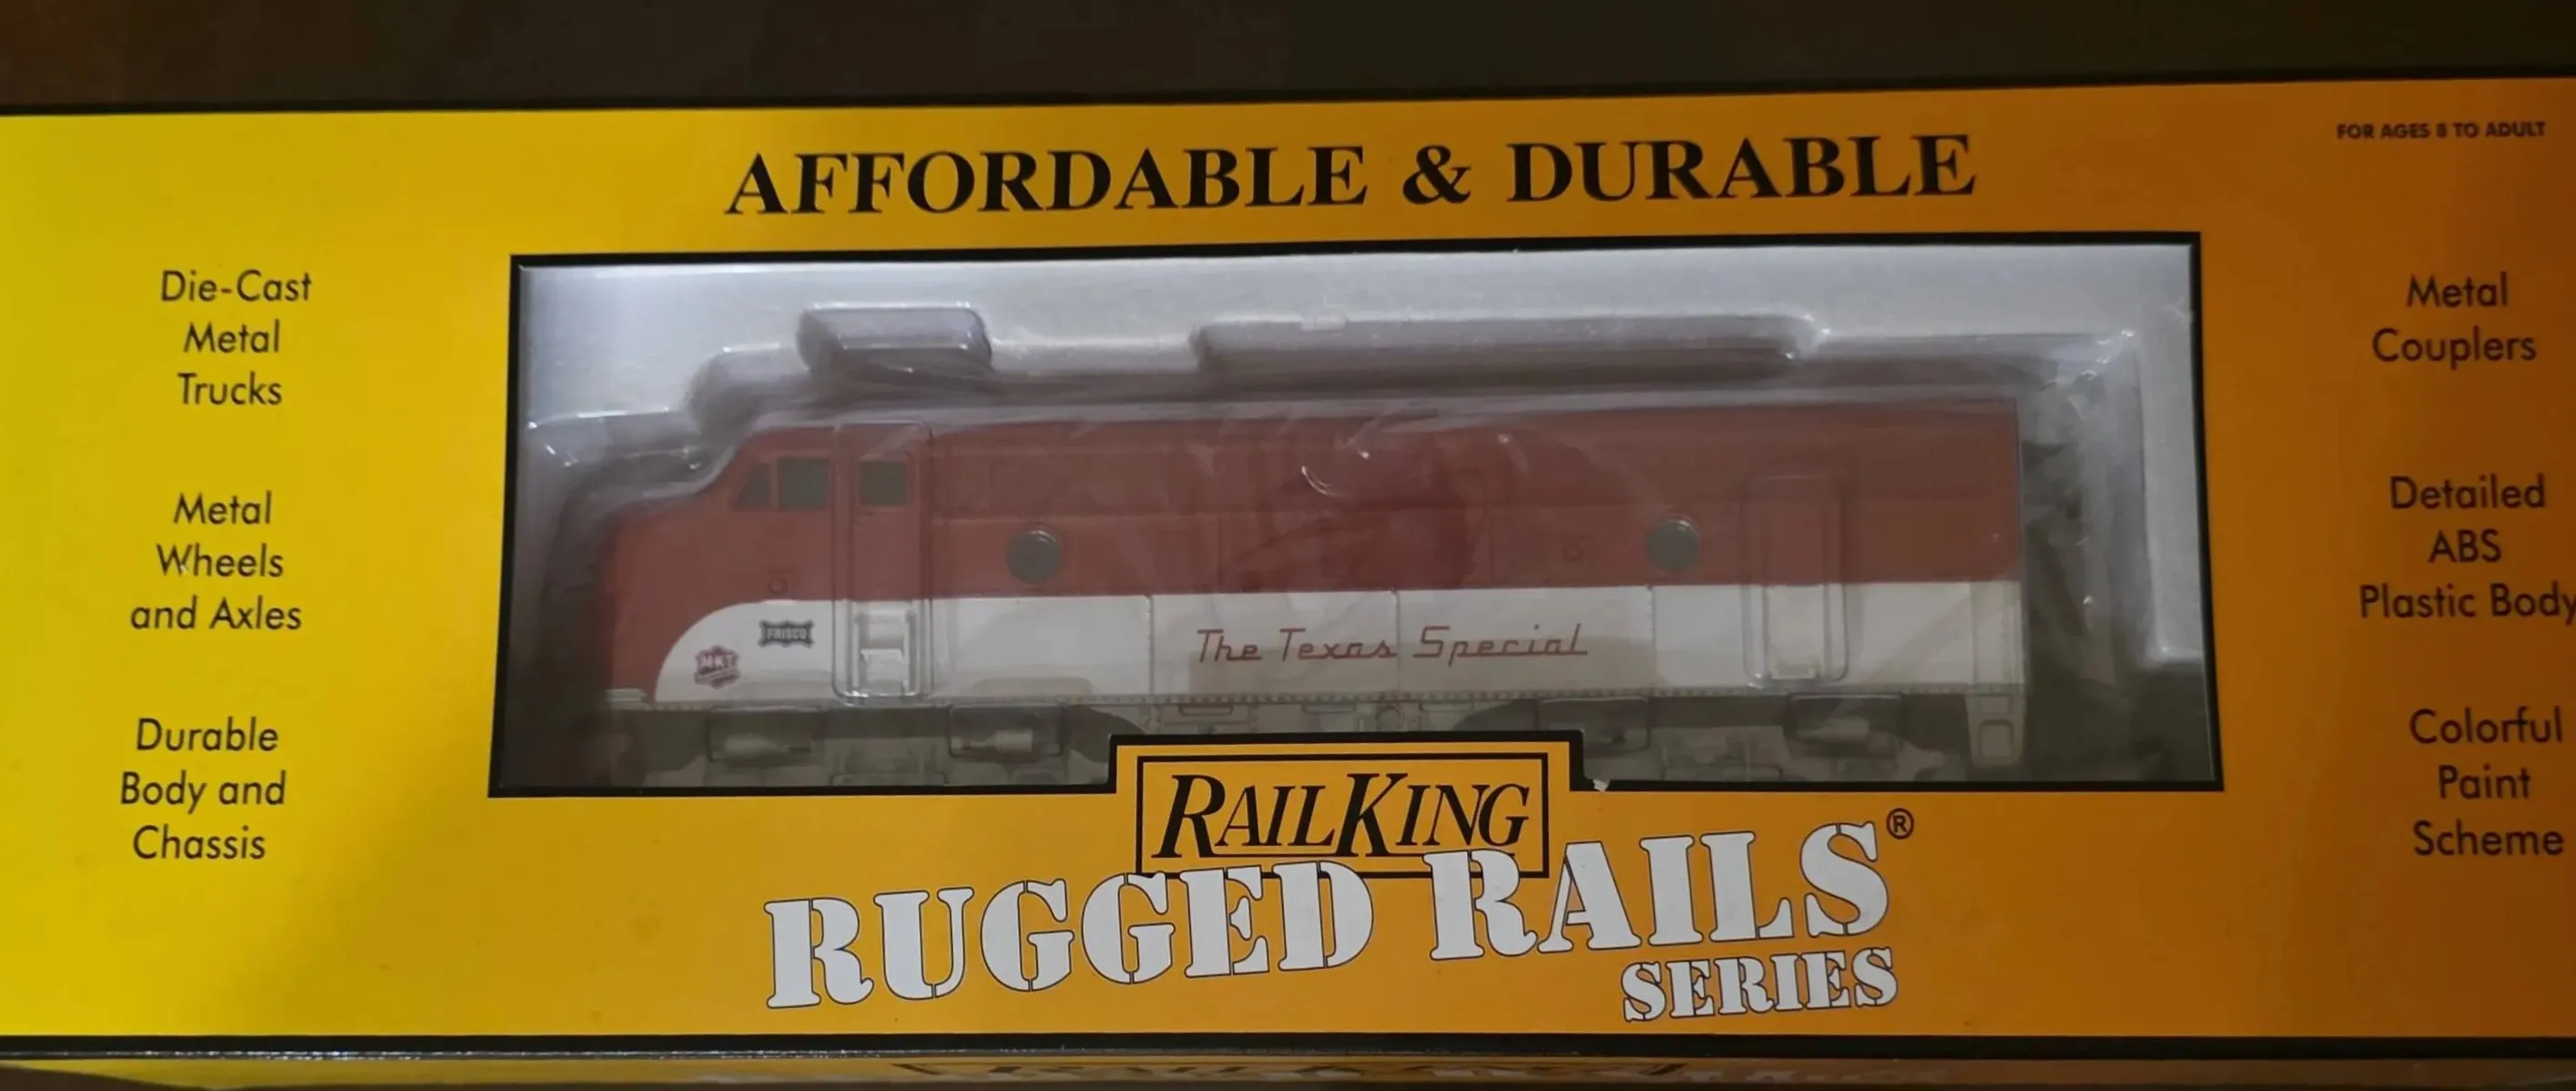 FOR AGES 8 TO ADULT
AFFORDABLE & DURABLE
Die-Cast
Metal
Trucks
Metal
Wheels
and Axles
Durable
Body and
Chassis
FRISCO
MKT
The Texas Special
Metal
Couplers
Detailed
ABS
Plastic Body
Colorful
Paint
Scheme
RAILKING
RUGGED RAILS®
SERIES